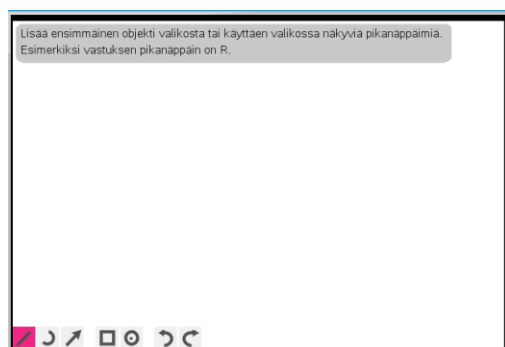 Lisää ensimmäinen objekti valikosta tai käyttäen valikossa näkyviä pikanäppäimiä.
Esimerkiksi vastuksen pikanäppäin on R.